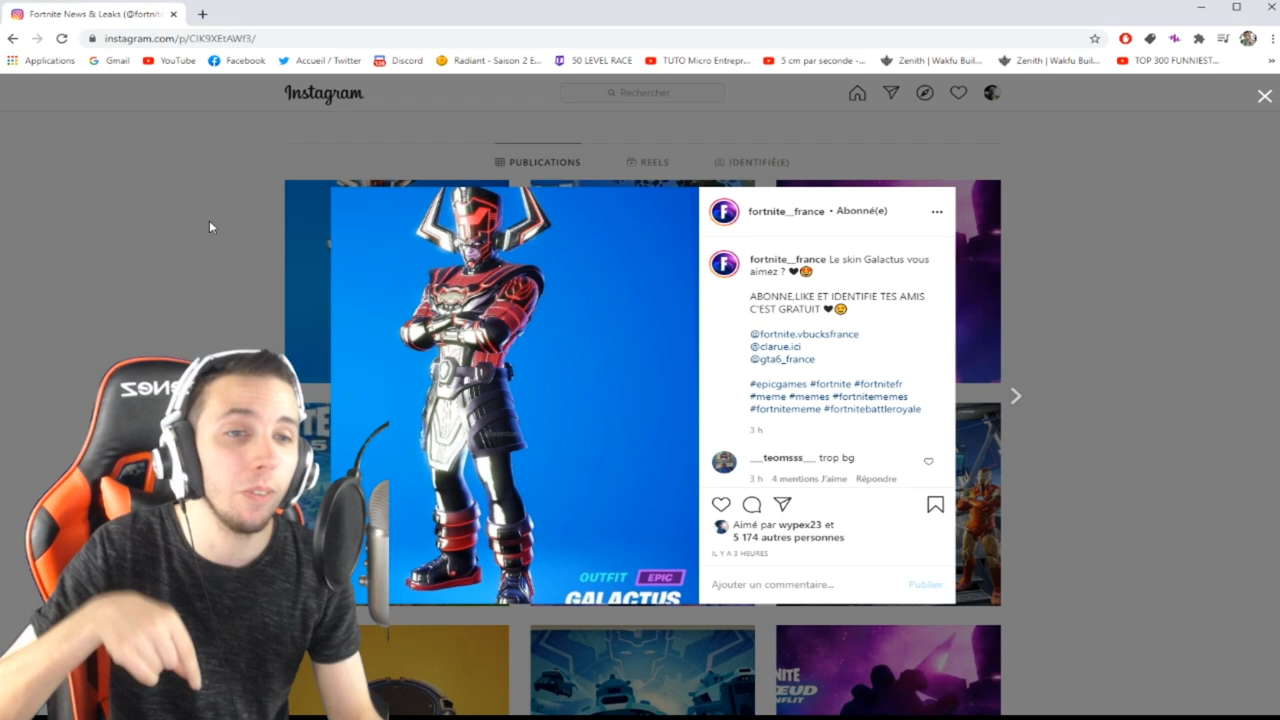 Fortnite News & Leaks (@fortnite
instagram.com/p/CIK9XEtAWf3/
Applications
Gmail
YouTube
Facebook
Accueil / Twitter
Discord
Radiant - Saison 2 E...
50 LEVEL RACE
TUTO Micro Entrepr...
5 cm par seconde -...
Zenith | Wakfu Buil...
Zenith | Wakfu Buil...
TOP 300 FUNNIEST...
»
Instagram
Rechercher
PUBLICATIONS
REELS
IDENTIFIÉ(E)
fortnite__france • Abonné(e)
fortnite__france Le skin Galactus vous
aimez ? 🖤🤩
ABONNE,LIKE ET IDENTIFIE TES AMIS
C'EST GRATUIT 🖤
@fortnite.vbucksfrance
@clarue.ici
@gta6_france
#epicgames #fortnite #fortnitefr
#meme #memes #fortnitememes
#fortnitememe #fortnitebattleroyale
3 h
___teomsss___ trop bg
3 h 4 mentions J'aime Répondre
Aimé par wypex23 et
5 174 autres personnes
IL Y A 3 HEURES
Ajouter un commentaire... Publier
OUTFIT EPIC
GALACTUS